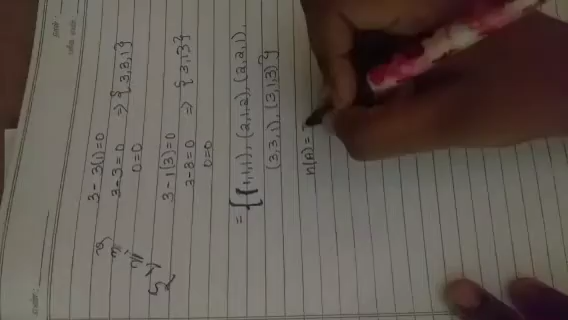 3 - 3(1) = 0
3 - 3 = 0 ⇒ {3,3,1}
0 = 0
3 - 1(3) = 0
3 - 3 = 0 ⇒ {3,1,3}
0 = 0
= {(1,1,1), (2,1,2), (2,2,1),
(3,3,1), (3,1,3)}
n(A) =